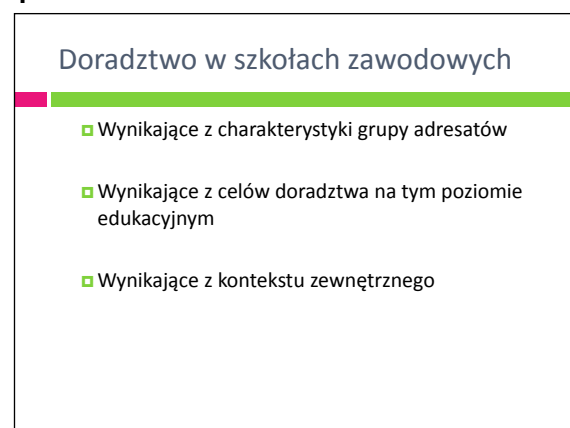 Doradztwo w szkołach zawodowych
Wynikające z charakterystyki grupy adresatów
Wynikające z celów doradztwa na tym poziomie
edukacyjnym
Wynikające z kontekstu zewnętrznego